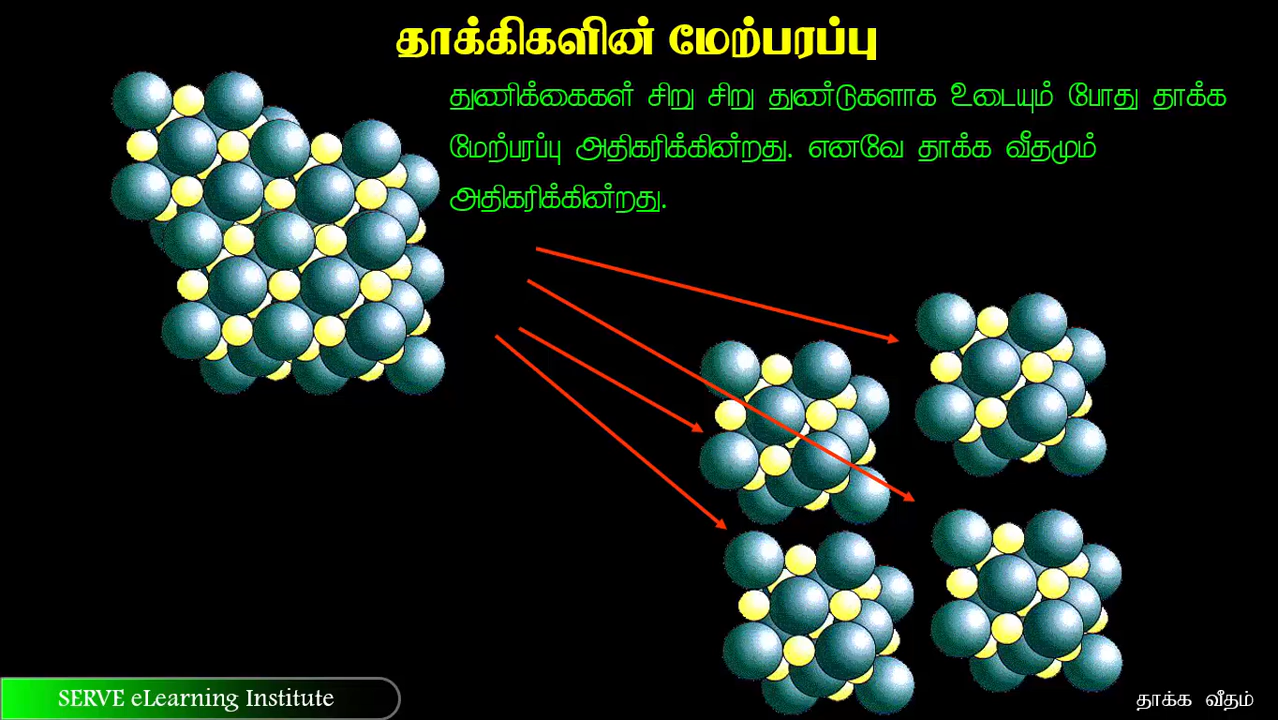 தாக்கிகளின் மேற்பரப்பு
துணிக்கைகள் சிறு சிறு துண்டுகளாக உடையும் போது தாக்க
மேற்பரப்பு அதிகரிக்கின்றது. எனவே தாக்க வீதமும்
அதிகரிக்கின்றது.
SERVE eLearning Institute
தாக்க வீதம்